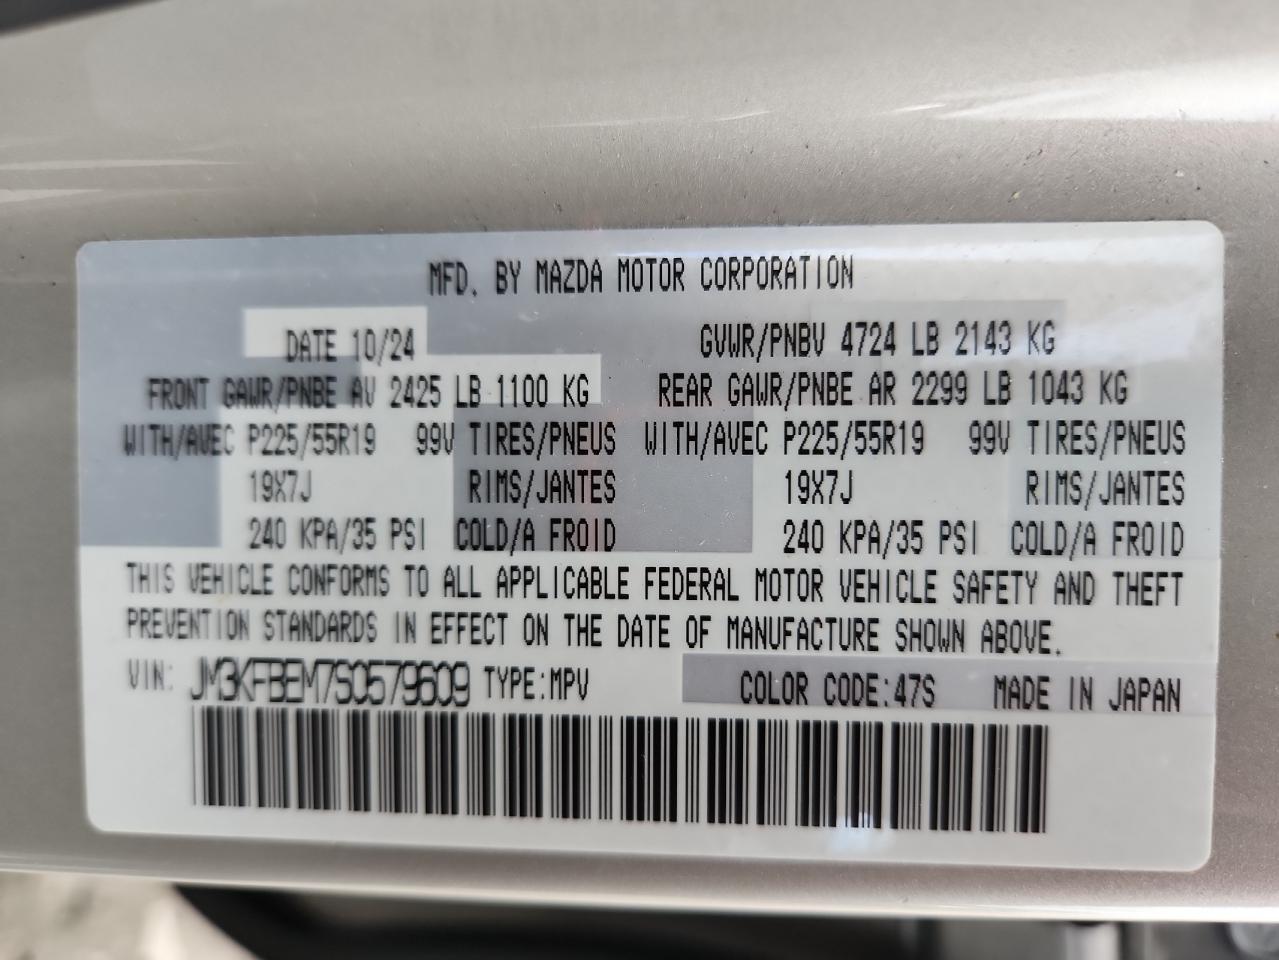 MFD. BY MAZDA MOTOR CORPORATION
DATE 10/24 GVWR/PNBV 4724 LB 2143 KG
FRONT GAWR/PNBE AV 2425 LB 1100 KG REAR GAWR/PNBE AR 2299 LB 1043 KG
WITH/AVEC P225/55R19 99V TIRES/PNEUS WITH/AVEC P225/55R19 99V TIRES/PNEUS
19X7J RIMS/JANTES 19X7J RIMS/JANTES
240 KPA/35 PSI COLD/A FROID 240 KPA/35 PSI COLD/A FROID
THIS VEHICLE CONFORMS TO ALL APPLICABLE FEDERAL MOTOR VEHICLE SAFETY AND THEFT
PREVENTION STANDARDS IN EFFECT ON THE DATE OF MANUFACTURE SHOWN ABOVE.
VIN: JM3KFBEM7S0579609 TYPE:MPV COLOR CODE:47S MADE IN JAPAN